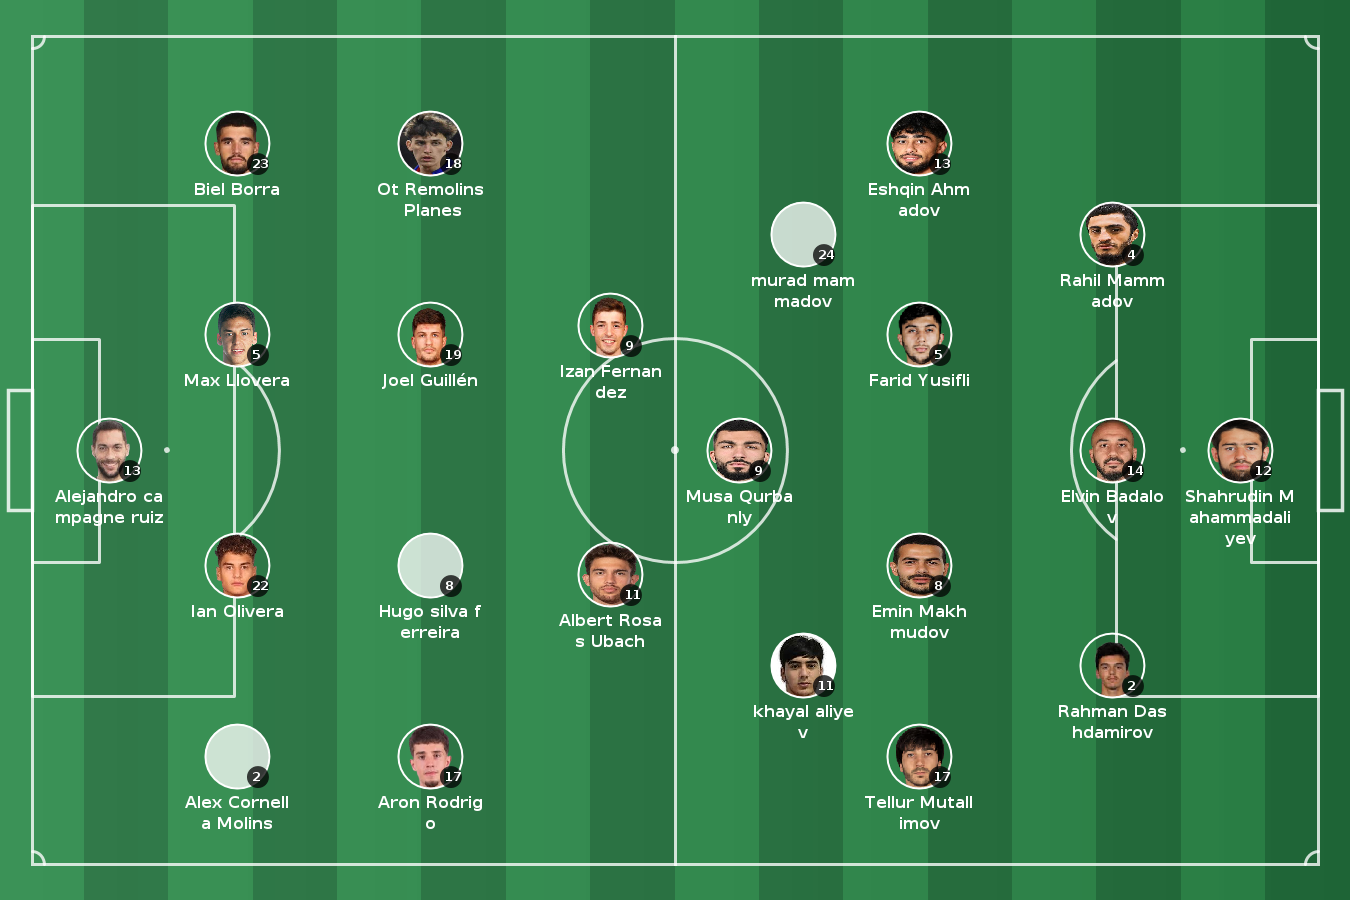 23
Biel Borra
18
Ot Remolins
Planes
13
Eshqin Ahm
adov
24
murad mam
madov
4
Rahil Mamm
adov
5
Max Llovera
19
Joel Guillén
9
Izan Fernan
dez
5
Farid Yusifli
13
Alejandro ca
mpagne ruiz
9
Musa Qurba
nly
14
Elvin Badalo
v
12
Shahrudin M
ahammadali
yev
22
Ian Olivera
8
Hugo silva f
erreira
11
Albert Rosa
s Ubach
8
Emin Makh
mudov
11
khayal aliye
v
2
Rahman Das
hdamirov
2
Alex Cornell
a Molins
17
Aron Rodrig
o
17
Tellur Mutall
imov